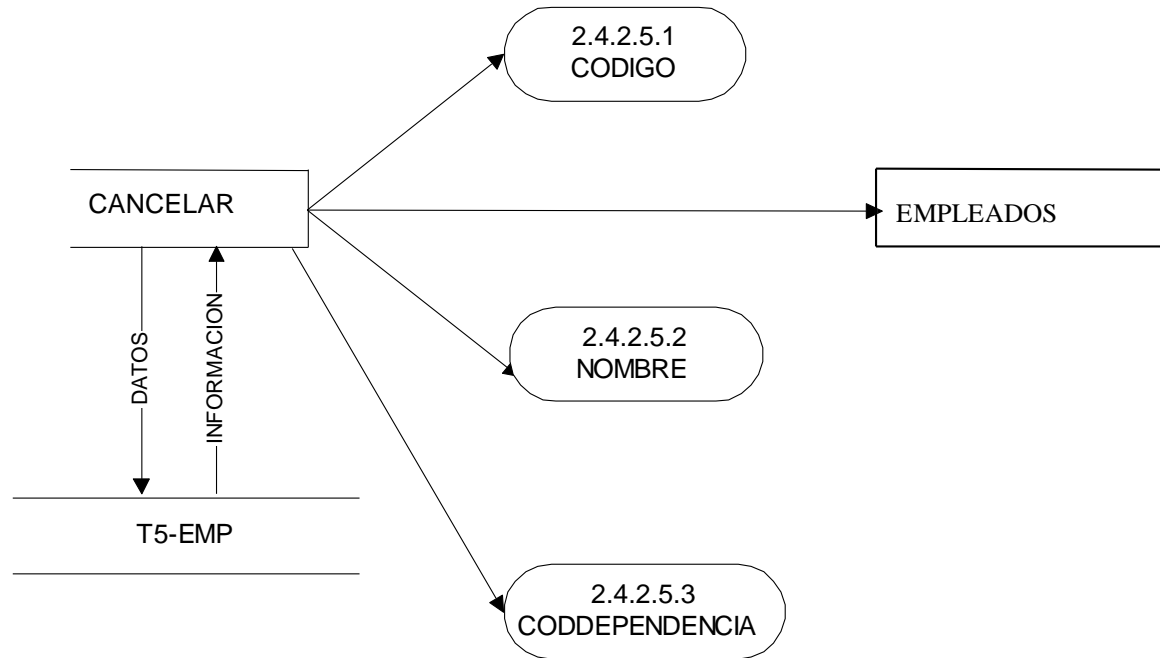 2.4.2.5.1
CODIGO
CANCELAR
EMPLEADOS
DATOS
INFORMACION
2.4.2.5.2
NOMBRE
T5-EMP
2.4.2.5.3
CODDEPENDENCIA